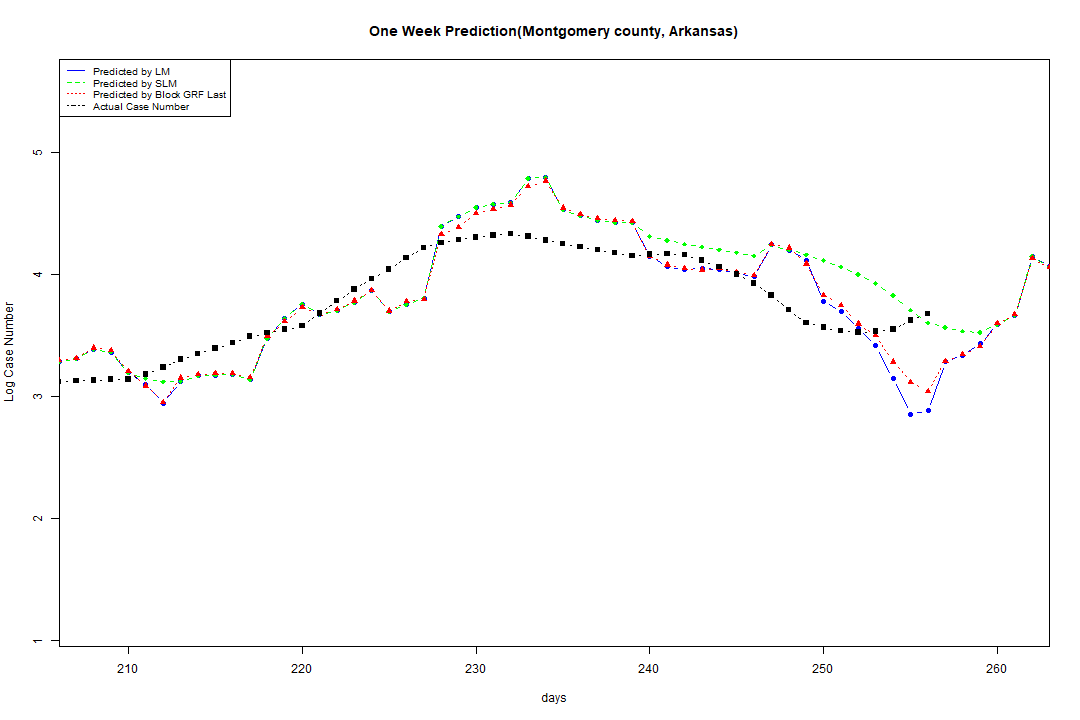 One Week Prediction(Montgomery county, Arkansas)
Predicted by LM
Predicted by SLM
Predicted by Block GRF Last
Actual Case Number
5
4
3
2
1
Log Case Number
210 220 230 240 250 260
days